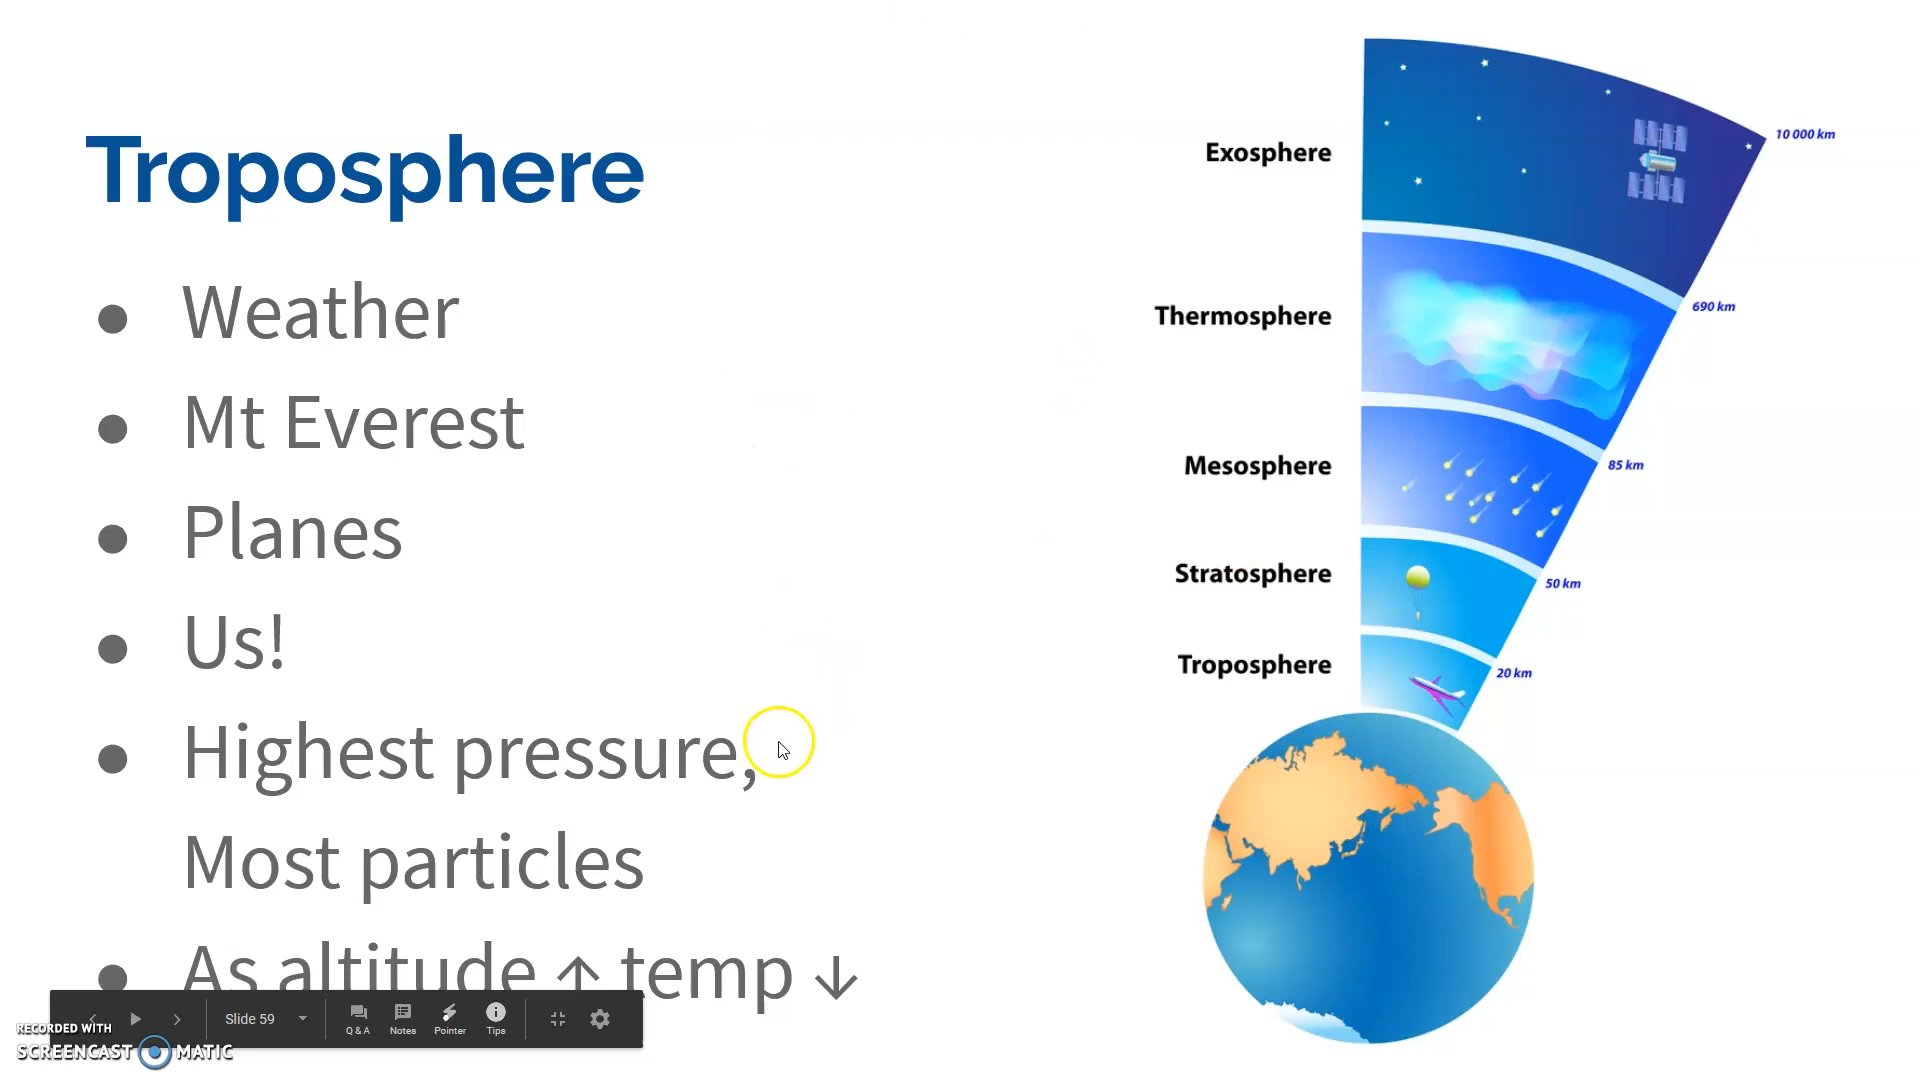 Troposphere
● Weather
● Mt Everest
● Planes
● Us!
● Highest pressure,
Most particles
● As altitude ↑ temp ↓
Exosphere
10 000 km
Thermosphere
690 km
Mesosphere
85 km
Stratosphere
50 km
Troposphere
20 km
Slide 59
Q & A
Notes
Pointer
Tips
RECORDED WITH
SCREENCAST MATIC